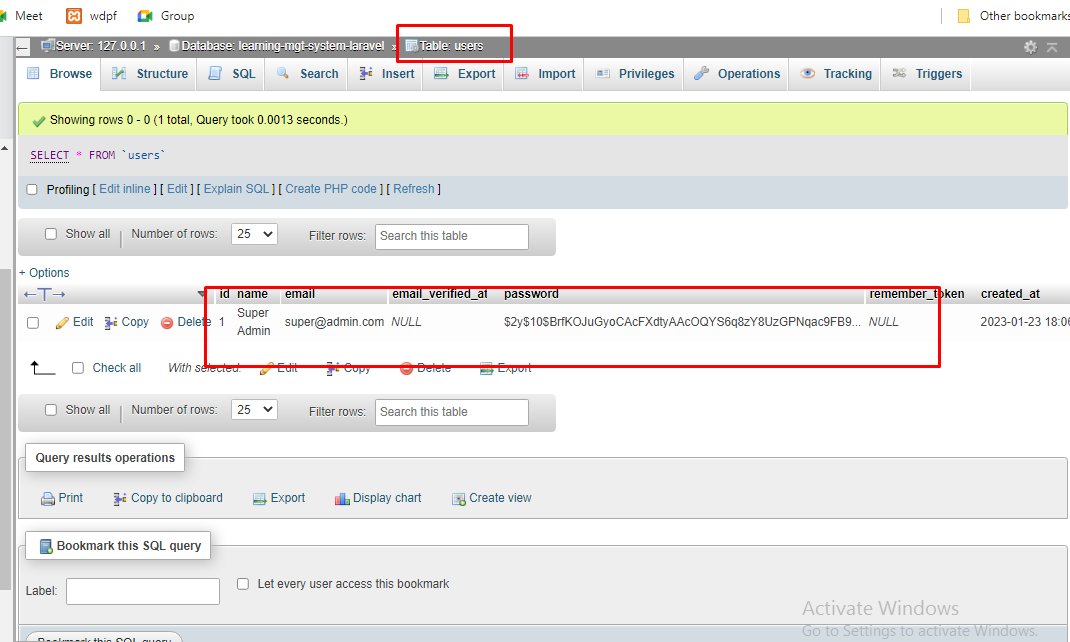 Meet wdpf Group Other bookmarks
Server: 127.0.0.1 » Database: learning-mgt-system-laravel » Table: users
Browse Structure SQL Search Insert Export Import Privileges Operations Tracking Triggers
Showing rows 0 - 0 (1 total, Query took 0.0013 seconds.)
SELECT * FROM `users`
Profiling [ Edit inline ] [ Edit ] [ Explain SQL ] [ Create PHP code ] [ Refresh ]
Show all Number of rows: 25 Filter rows: Search this table
+ Options
id name email email_verified_at password remember_token created_at
Edit Copy Delete 1 Super Admin super@admin.com NULL $2y$10$BrfKOJuGyoCAcFXdtyAAcOQYS6q8zY8UzGPNqac9FB9... NULL 2023-01-23 18:06
Check all With selected: Edit Copy Delete Export
Show all Number of rows: 25 Filter rows: Search this table
Query results operations
Print Copy to clipboard Export Display chart Create view
Bookmark this SQL query
Label: Let every user access this bookmark
Activate Windows
Go to Settings to activate Windows.
Bookmark this SQL query